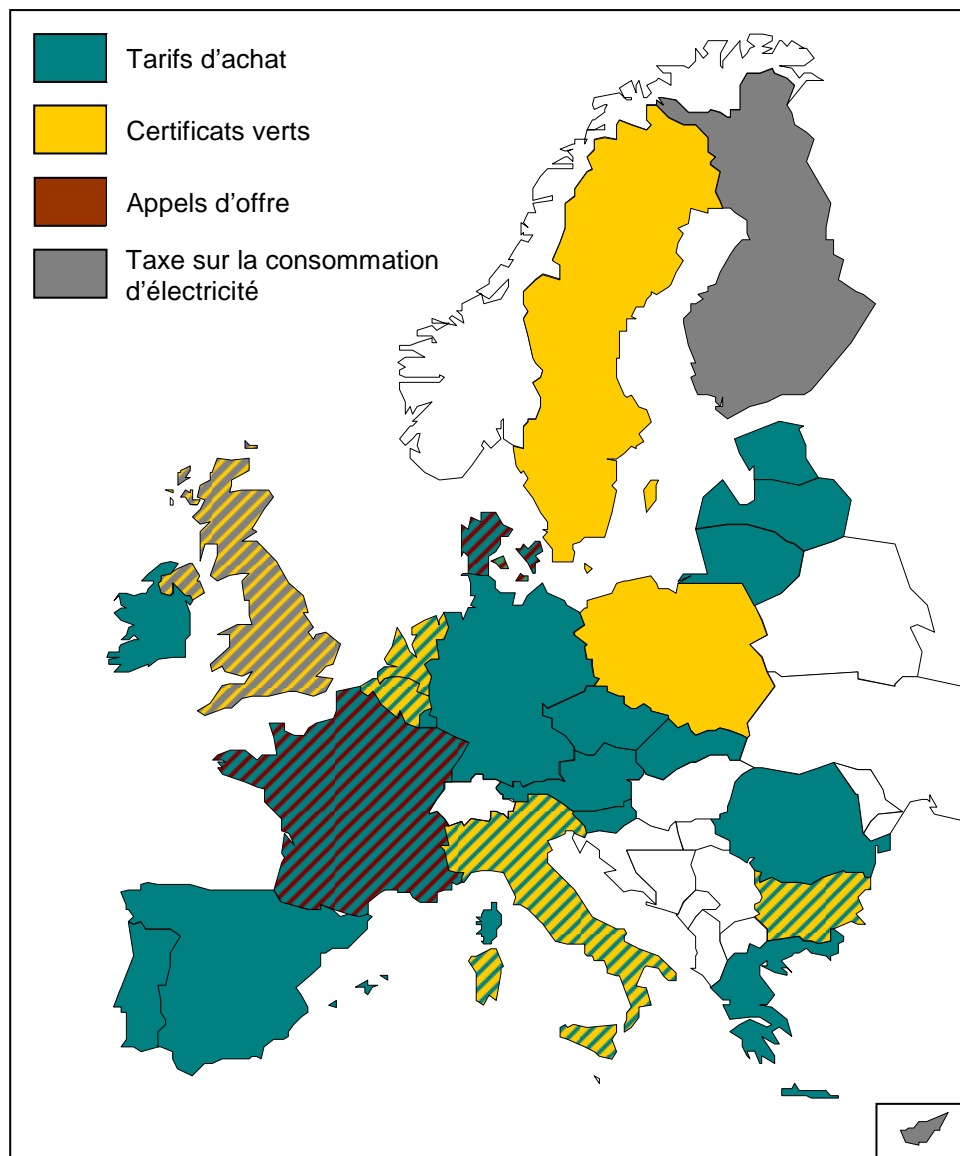 Tarifs d’achat
Certificats verts
Appels d’offre
Taxe sur la consommation
d’électricité